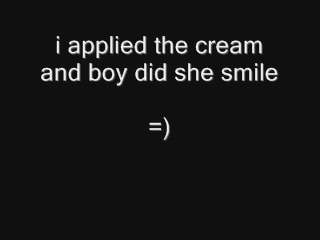 i applied the cream
and boy did she smile
=)